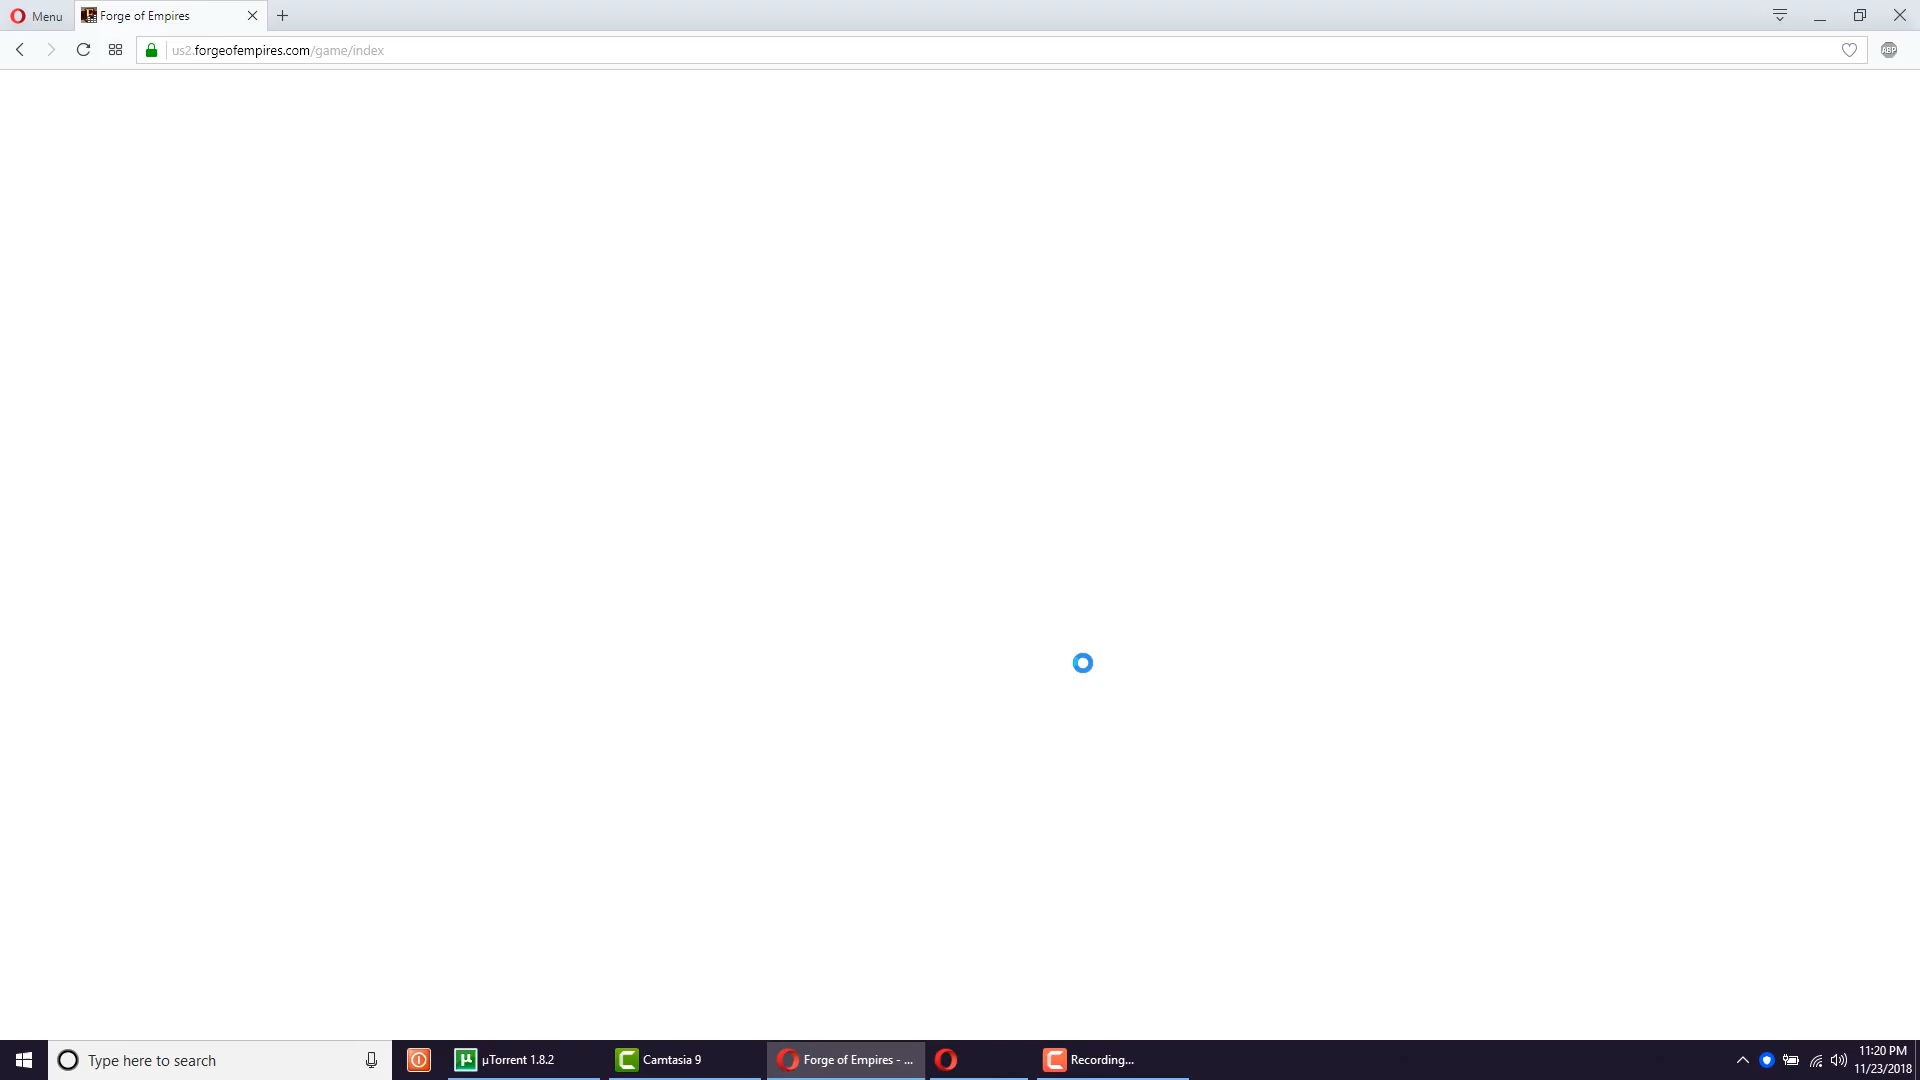 Menu
Forge of Empires
us2.forgeofempires.com/game/index
ABP
Type here to search
µTorrent 1.8.2
Camtasia 9
Forge of Empires - ...
Recording...
11:20 PM
11/23/2018